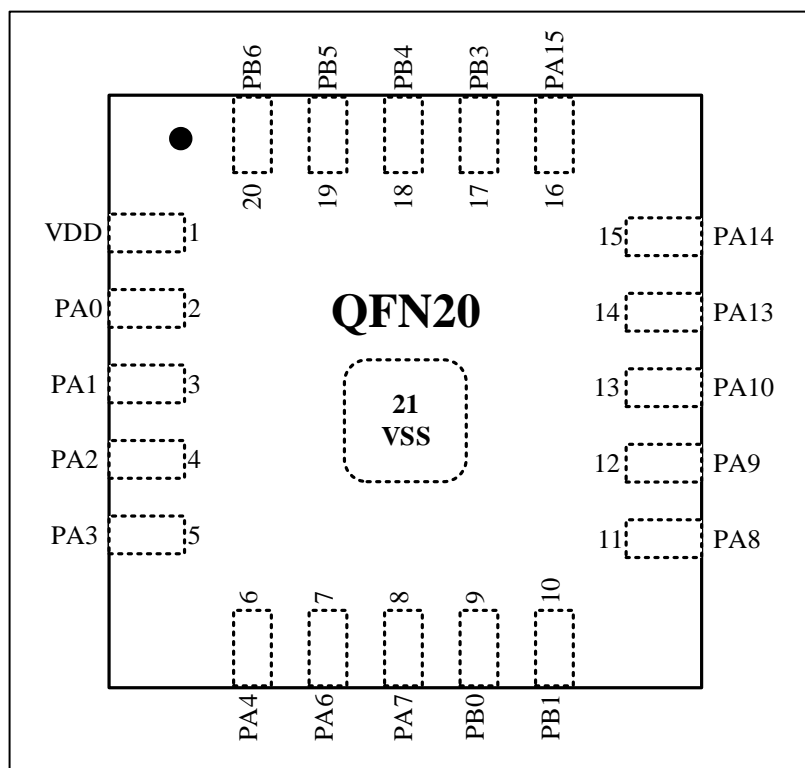 PB6 PB5 PB4 PB3 PA15
20 19 18 17 16
VDD 1
PA0 2
PA1 3
PA2 4
PA3 5
QFN20
21
VSS
15 PA14
14 PA13
13 PA10
12 PA9
11 PA8
6 7 8 9 10
PA4 PA6 PA7 PB0 PB1